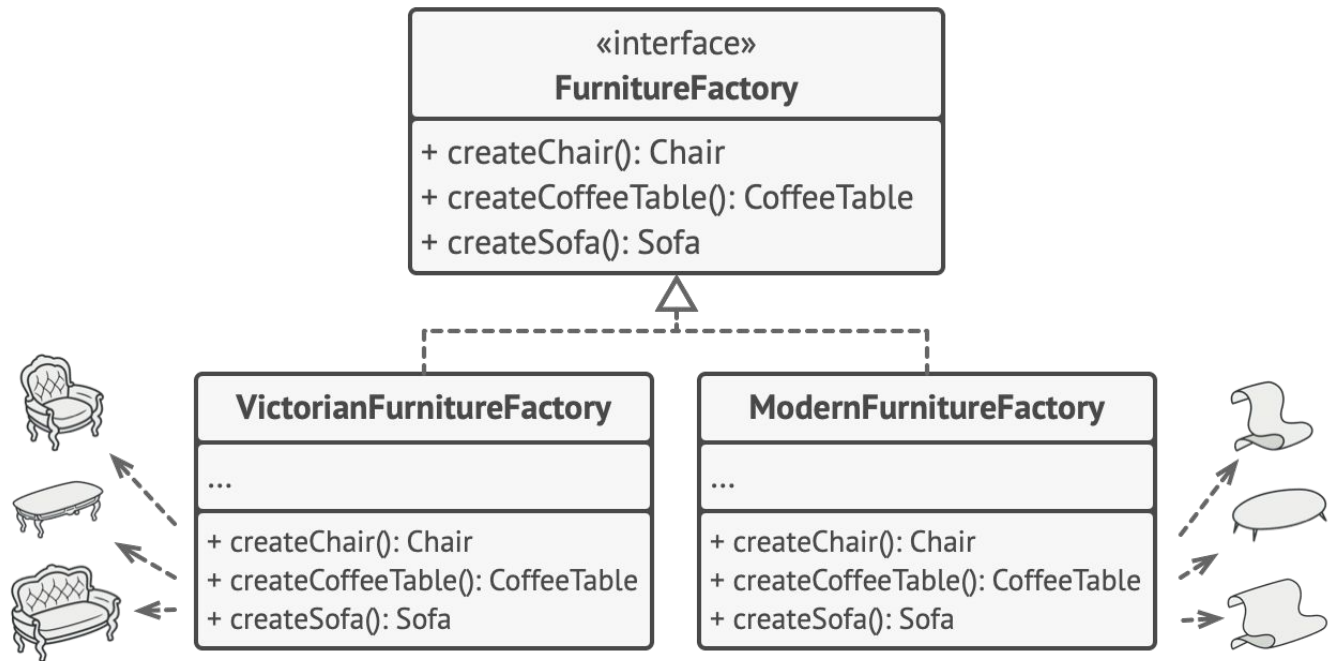 «interface»
FurnitureFactory
+ createChair(): Chair
+ createCoffeeTable(): CoffeeTable
+ createSofa(): Sofa
VictorianFurnitureFactory
...
+ createChair(): Chair
+ createCoffeeTable(): CoffeeTable
+ createSofa(): Sofa
ModernFurnitureFactory
...
+ createChair(): Chair
+ createCoffeeTable(): CoffeeTable
+ createSofa(): Sofa